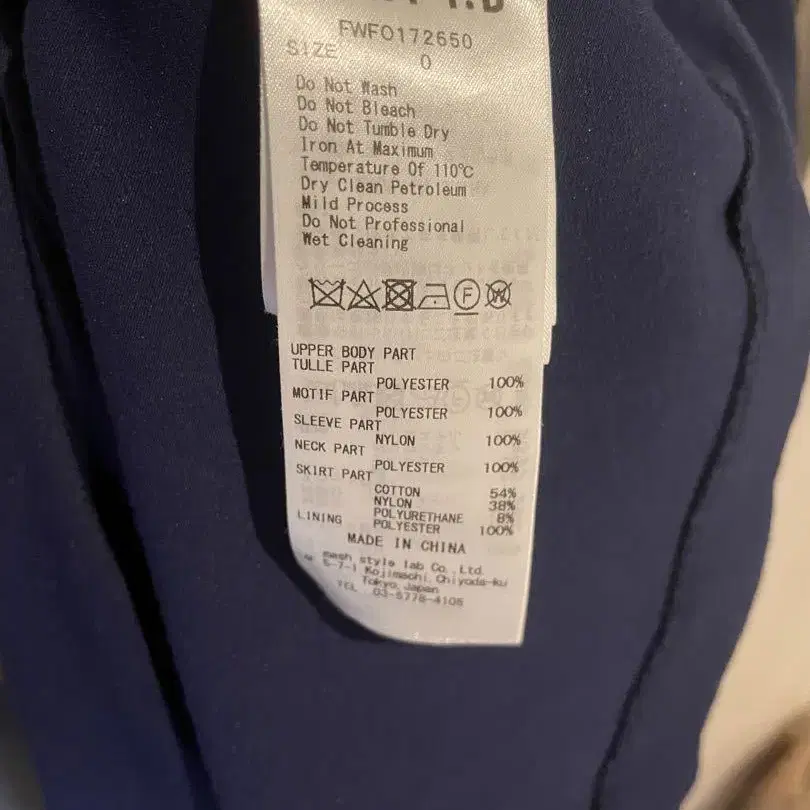 FWFO172650
SIZE 0
Do Not Wash
Do Not Bleach
Do Not Tumble Dry
Iron At Maximum
Temperature Of 110℃
Dry Clean Petroleum
Mild Process
Do Not Professional
Wet Cleaning
F W
UPPER BODY PART
TULLE PART
POLYESTER 100%
MOTIF PART
POLYESTER 100%
SLEEVE PART
NYLON 100%
NECK PART
POLYESTER 100%
SKIRT PART
COTTON 54%
NYLON 38%
POLYURETHANE 8%
LINING POLYESTER 100%
MADE IN CHINA
mash style lab Co.,Ltd.
5-7-1 Kojimachi, Chiyoda-ku
Tokyo, Japan
TEL 03-5778-4105